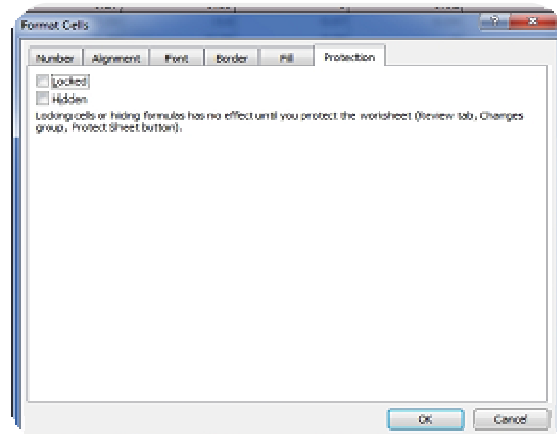 Format Cells
Number Alignment Font Border Fill Protection
Locked
Hidden
Locking cells or hiding formulas has no effect until you protect the worksheet (Review tab, Changes
group, Protect Sheet button).
OK Cancel